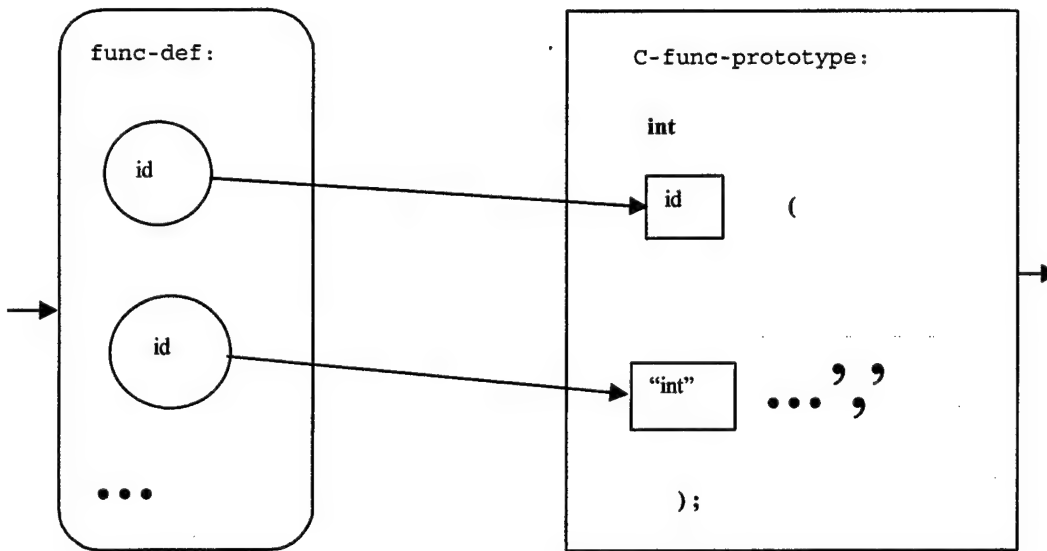 func-def:
id
id
•••
C-func-prototype:
int
id (
“int” •••’,’
);